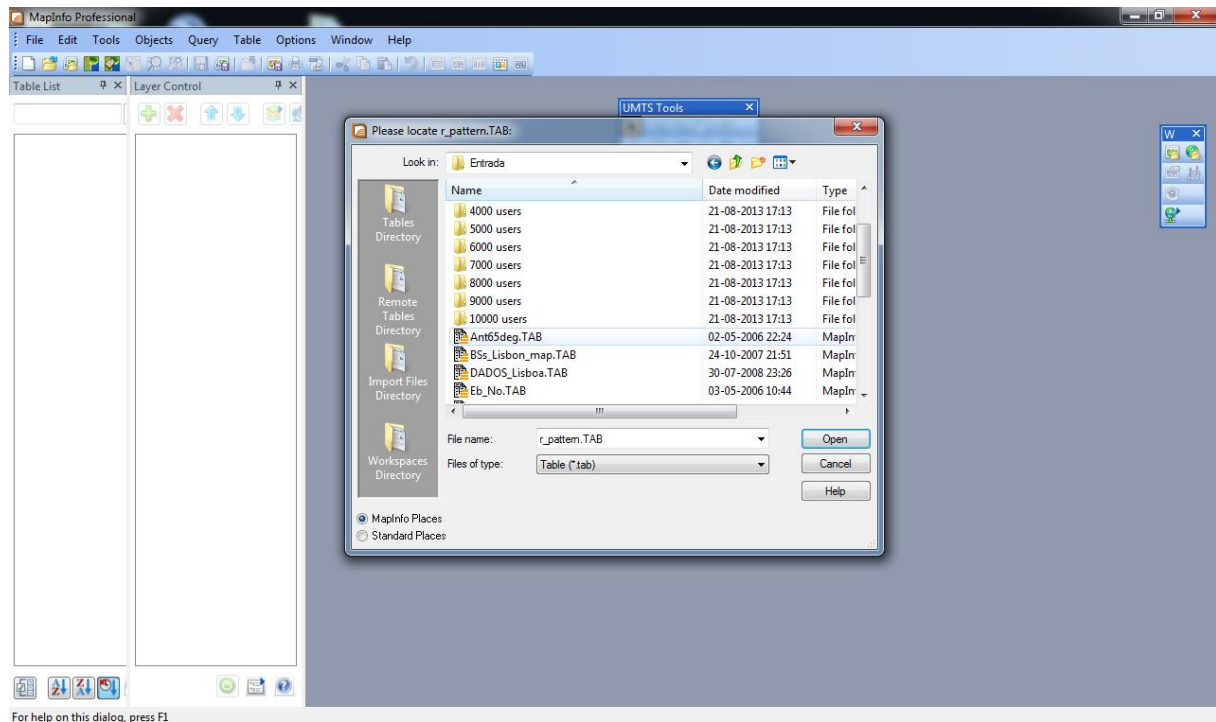 MapInfo Professional
File Edit Tools Objects Query Table Options Window Help
Table List
Layer Control
UMTS Tools
W
Please locate r_pattern.TAB:
Look in: Entrada
Name Date modified Type
4000 users 21-08-2013 17:13 File fol
5000 users 21-08-2013 17:13 File fol
6000 users 21-08-2013 17:13 File fol
7000 users 21-08-2013 17:13 File fol
8000 users 21-08-2013 17:13 File fol
9000 users 21-08-2013 17:13 File fol
10000 users 21-08-2013 17:13 File fol
Ant65deg.TAB 02-05-2006 22:24 MapIn
BSs_Lisbon_map.TAB 24-10-2007 21:51 MapIn
DADOS_Lisboa.TAB 30-07-2008 23:26 MapIn
Eb_No.TAB 03-05-2006 10:44 MapIn
Tables
Directory
Remote
Tables
Directory
Import Files
Directory
Workspaces
Directory
File name: r_pattern.TAB Open
Files of type: Table (*.tab) Cancel
Help
MapInfo Places
Standard Places
For help on this dialog, press F1